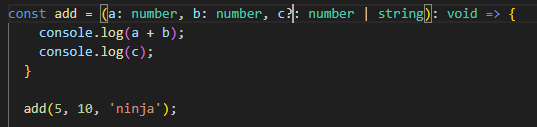 const add = (a: number, b: number, c?: number | string): void => {
console.log(a + b);
console.log(c);
}
add(5, 10, 'ninja');